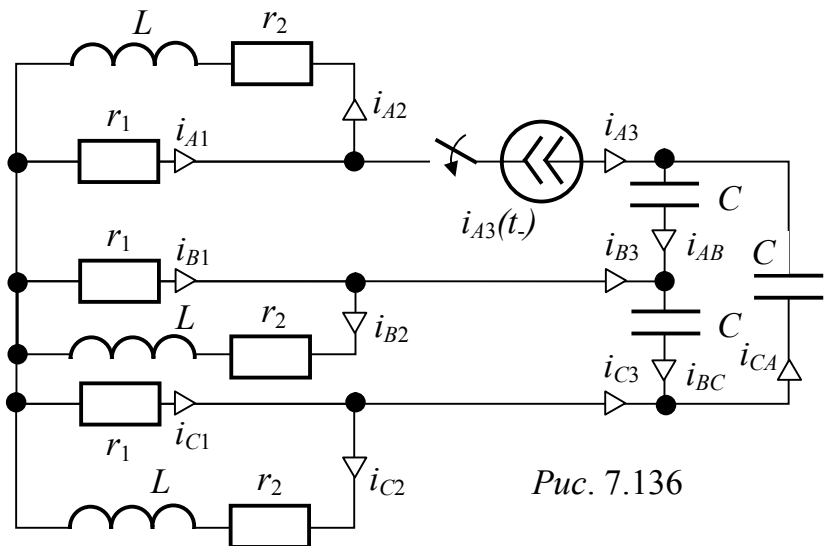 L
r2
r1
iA1
iA2
iA3
iA3(t-)
C
r1
iB1
iB3
iAB
C
L
r2
iB2
C
iC3
iBC
iCA
r1
iC1
L
r2
iC2
Рис. 7.136